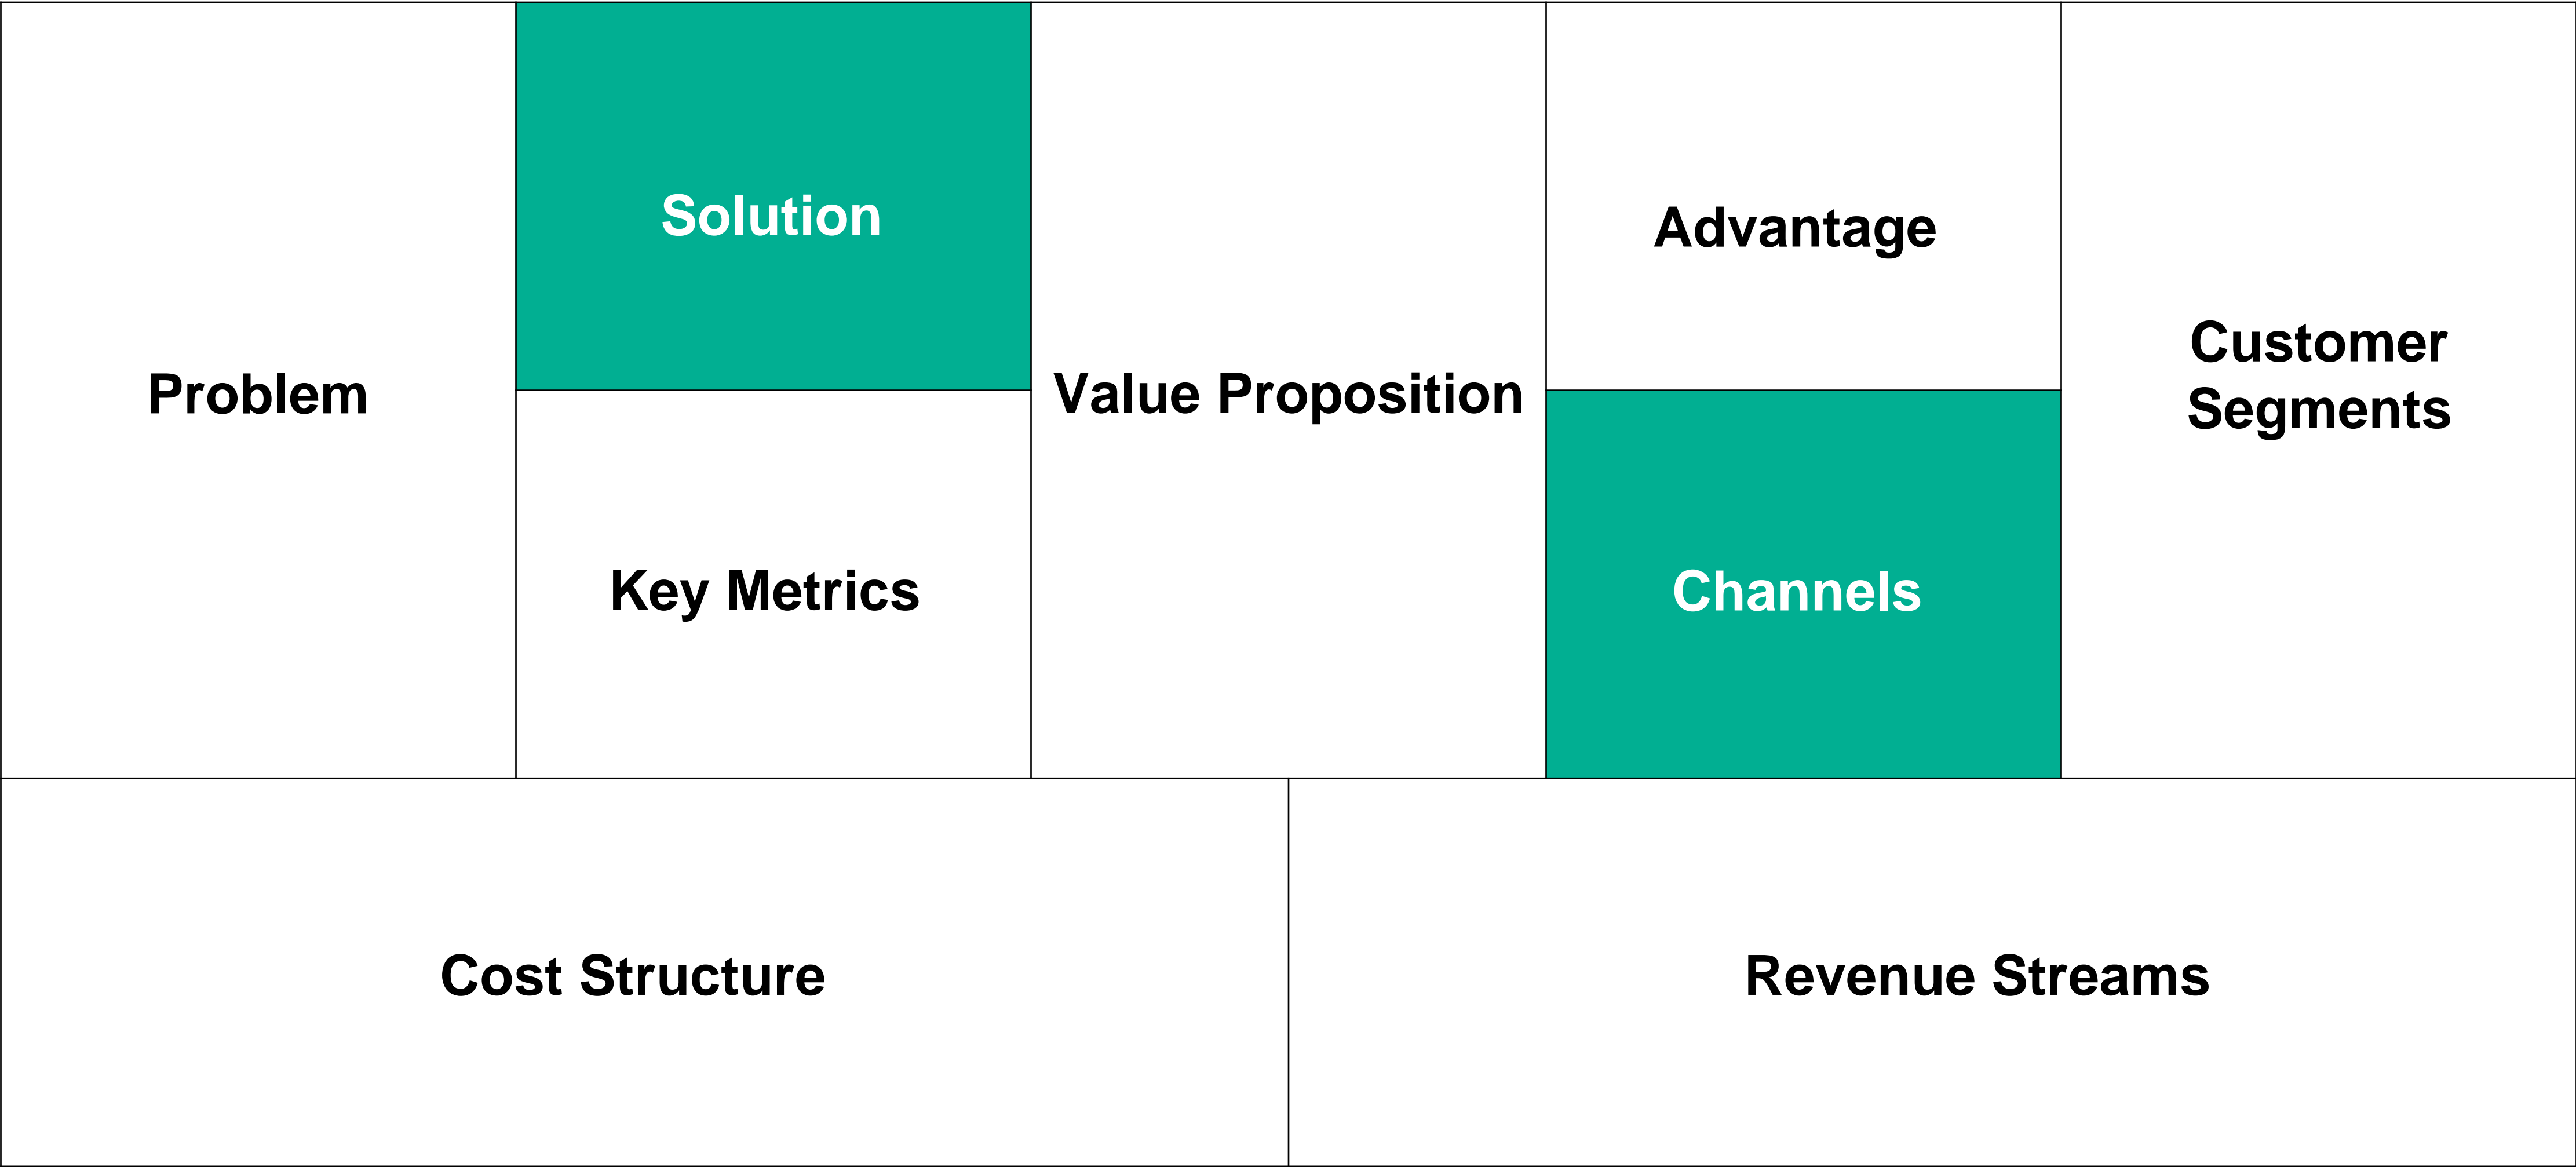 Problem
Solution
Key Metrics
Value Proposition
Advantage
Channels
Customer
Segments
Cost Structure
Revenue Streams